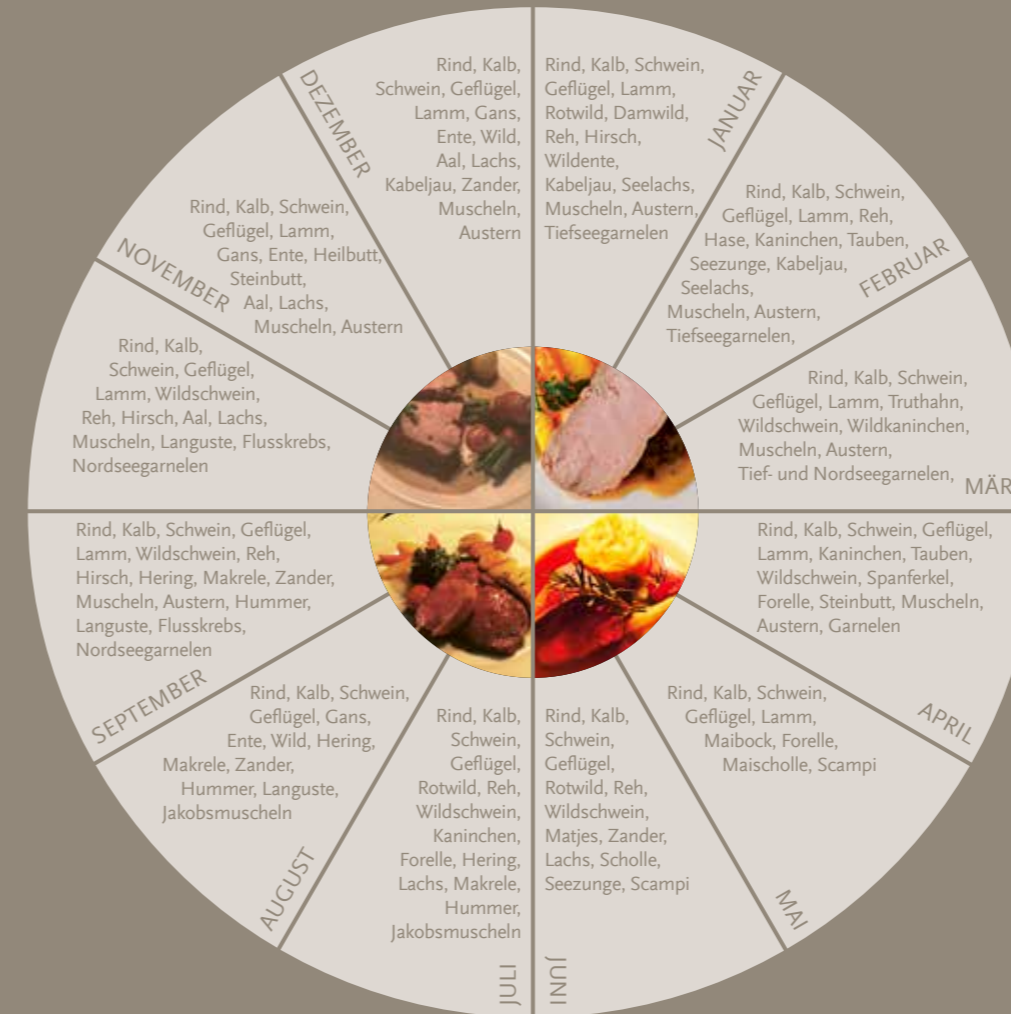 JANUAR
Rind, Kalb, Schwein,
Geflügel, Lamm,
Rotwild, Damwild,
Reh, Hirsch,
Wildente,
Kabeljau, Seelachs,
Muscheln, Austern,
Tiefseegarnelen
FEBRUAR
Rind, Kalb, Schwein,
Geflügel, Lamm, Reh,
Hase, Kaninchen, Tauben,
Seezunge, Kabeljau,
Seelachs,
Muscheln, Austern,
Tiefseegarnelen,
MÄR
Rind, Kalb, Schwein,
Geflügel, Lamm, Truthahn,
Wildschwein, Wildkaninchen,
Muscheln, Austern,
Tief- und Nordseegarnelen,
APRIL
Rind, Kalb, Schwein, Geflügel,
Lamm, Kaninchen, Tauben,
Wildschwein, Spanferkel,
Forelle, Steinbutt, Muscheln,
Austern, Garnelen
MAI
Rind, Kalb, Schwein,
Geflügel, Lamm,
Maibock, Forelle,
Maischolle, Scampi
JUNI
Rind, Kalb,
Schwein,
Geflügel,
Rotwild, Reh,
Wildschwein,
Matjes, Zander,
Lachs, Scholle,
Seezunge, Scampi
JULI
Rind, Kalb,
Schwein,
Geflügel,
Rotwild, Reh,
Wildschwein,
Kaninchen,
Forelle, Hering,
Lachs, Makrele,
Hummer,
Jakobsmuscheln
AUGUST
Rind, Kalb, Schwein,
Geflügel, Gans,
Ente, Wild, Hering,
Makrele, Zander,
Hummer, Languste,
Jakobsmuscheln
SEPTEMBER
Rind, Kalb, Schwein, Geflügel,
Lamm, Wildschwein, Reh,
Hirsch, Hering, Makrele, Zander,
Muscheln, Austern, Hummer,
Languste, Flusskrebs,
Nordseegarnelen
Rind, Kalb,
Schwein, Geflügel,
Lamm, Wildschwein,
Reh, Hirsch, Aal, Lachs,
Muscheln, Languste, Flusskrebs,
Nordseegarnelen
NOVEMBER
Rind, Kalb, Schwein,
Geflügel, Lamm,
Gans, Ente, Heilbutt,
Steinbutt,
Aal, Lachs,
Muscheln, Austern
DEZEMBER
Rind, Kalb,
Schwein, Geflügel,
Lamm, Gans,
Ente, Wild,
Aal, Lachs,
Kabeljau, Zander,
Muscheln,
Austern